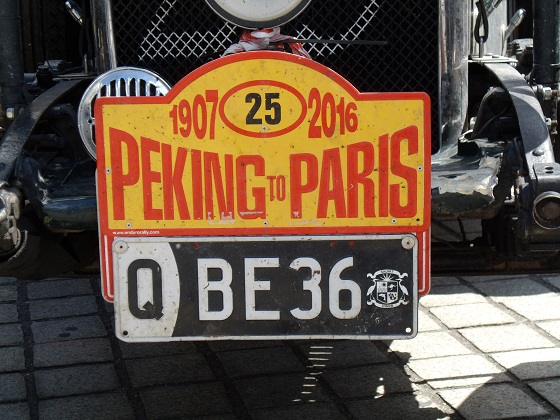 25
1907 2016
PEKING TO PARIS
www.endurorally.com
Q BE36